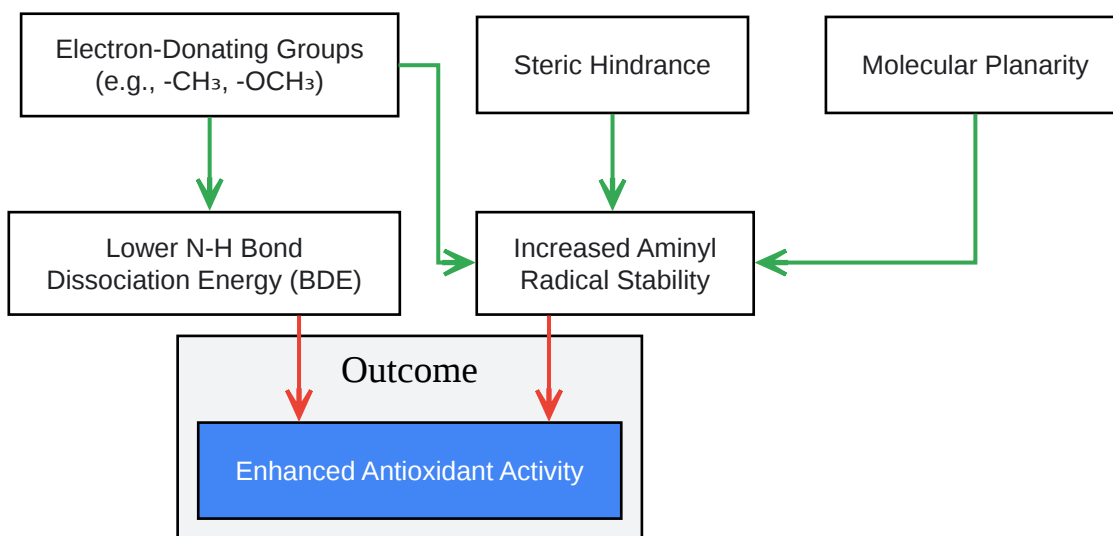 Electron-Donating Groups
(e.g., -CH₃, -OCH₃)
Steric Hindrance
Molecular Planarity
Lower N-H Bond
Dissociation Energy (BDE)
Increased Aminyl
Radical Stability
Outcome
Enhanced Antioxidant Activity